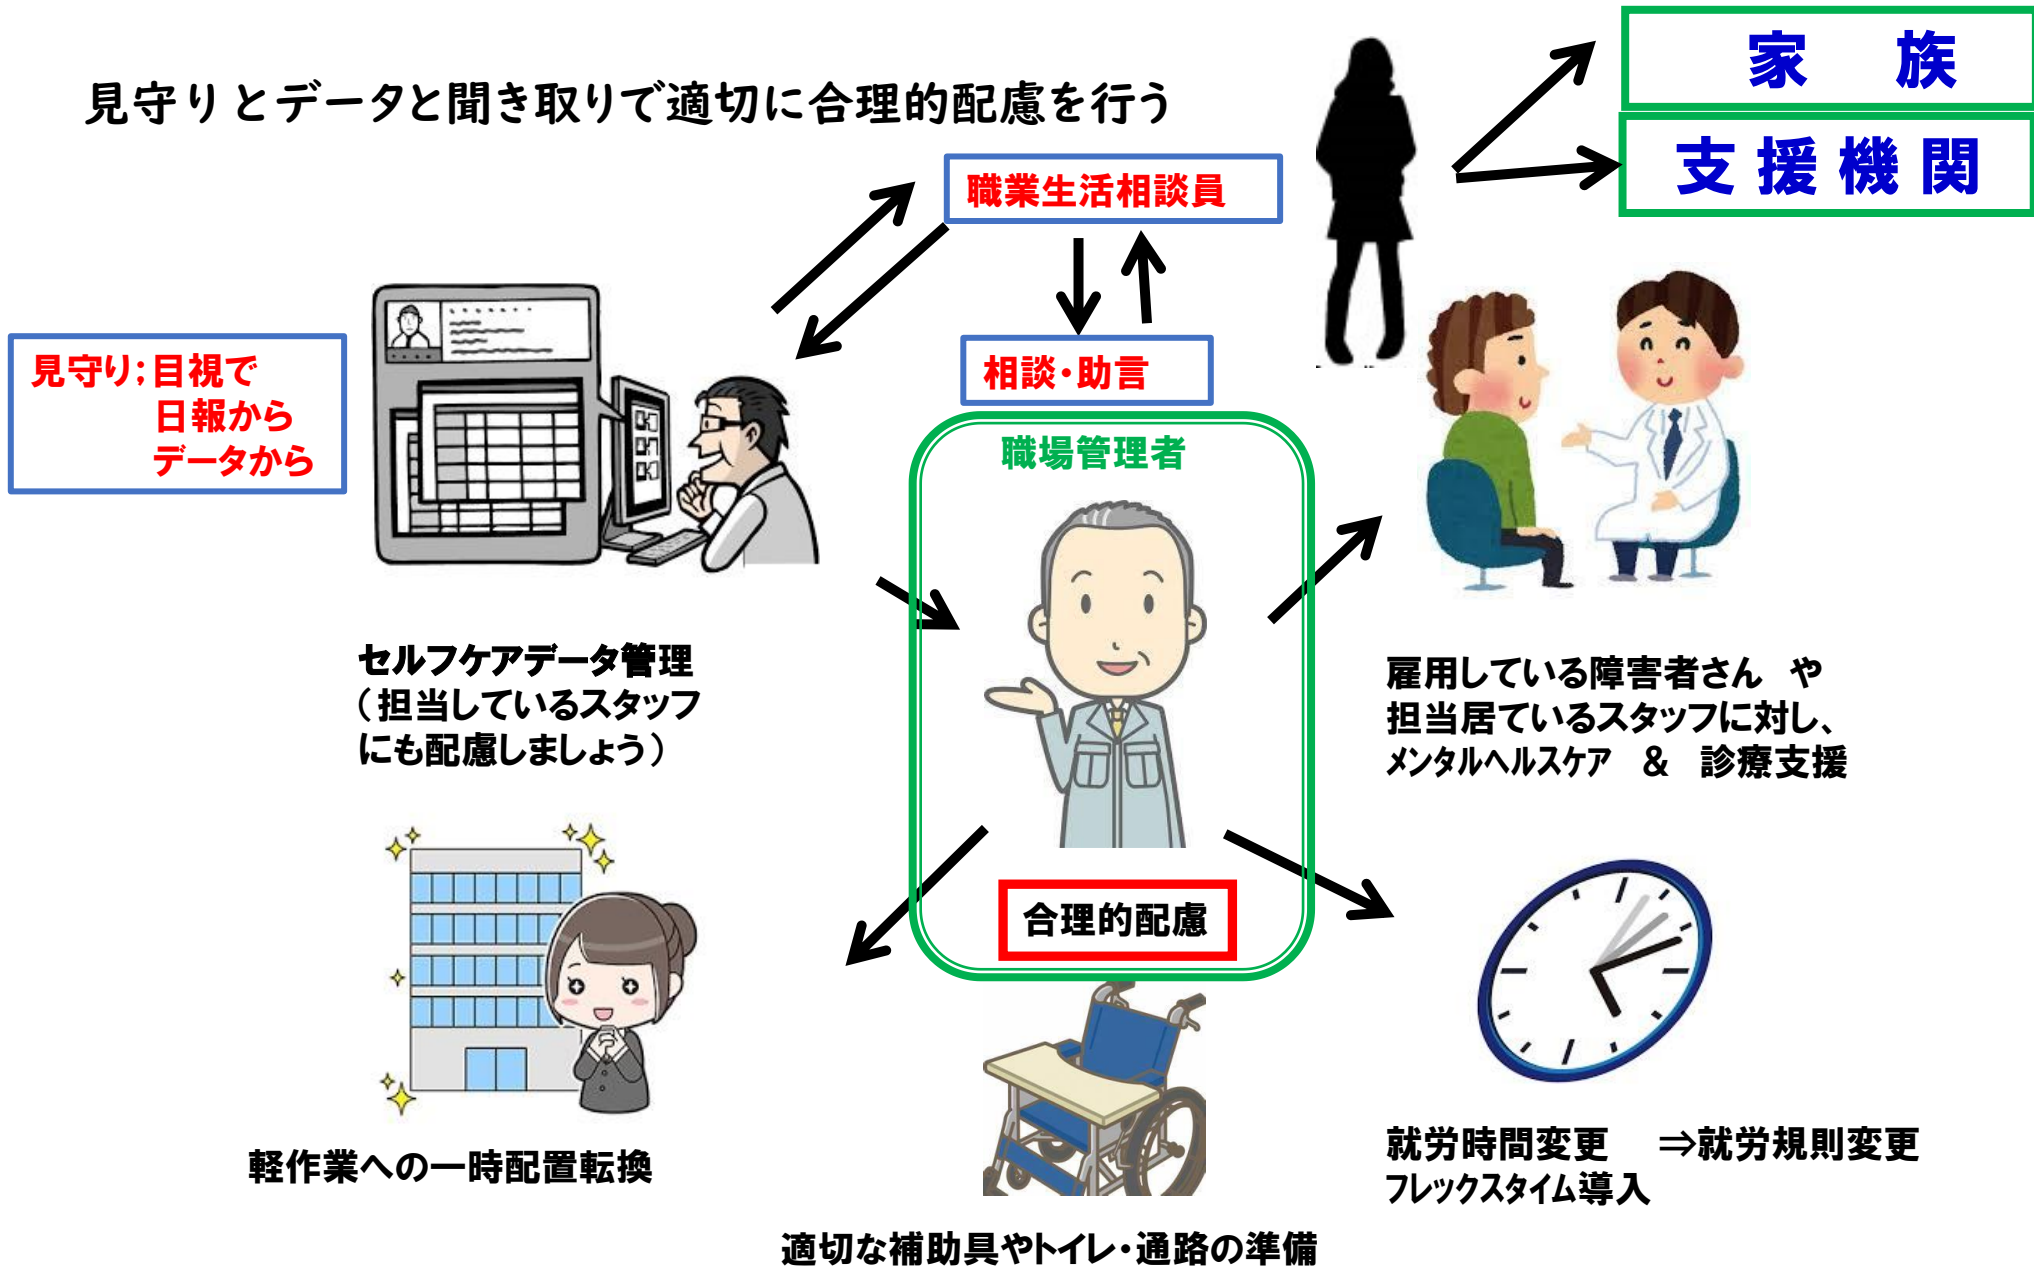 見守りとデータと聞き取りで適切に合理的配慮を行う
家　族
支援機関
職業生活相談員
相談・助言
見守り;目視で
日報から
データから
職場管理者
セルフケアデータ管理
（担当しているスタッフ
にも配慮しましょう）
雇用している障害者さん　や
担当居ているスタッフに対し、
メンタルヘルスケア　＆　診療支援
合理的配慮
軽作業への一時配置転換
就労時間変更　⇒就労規則変更
フレックスタイム導入
適切な補助具やトイレ・通路の準備